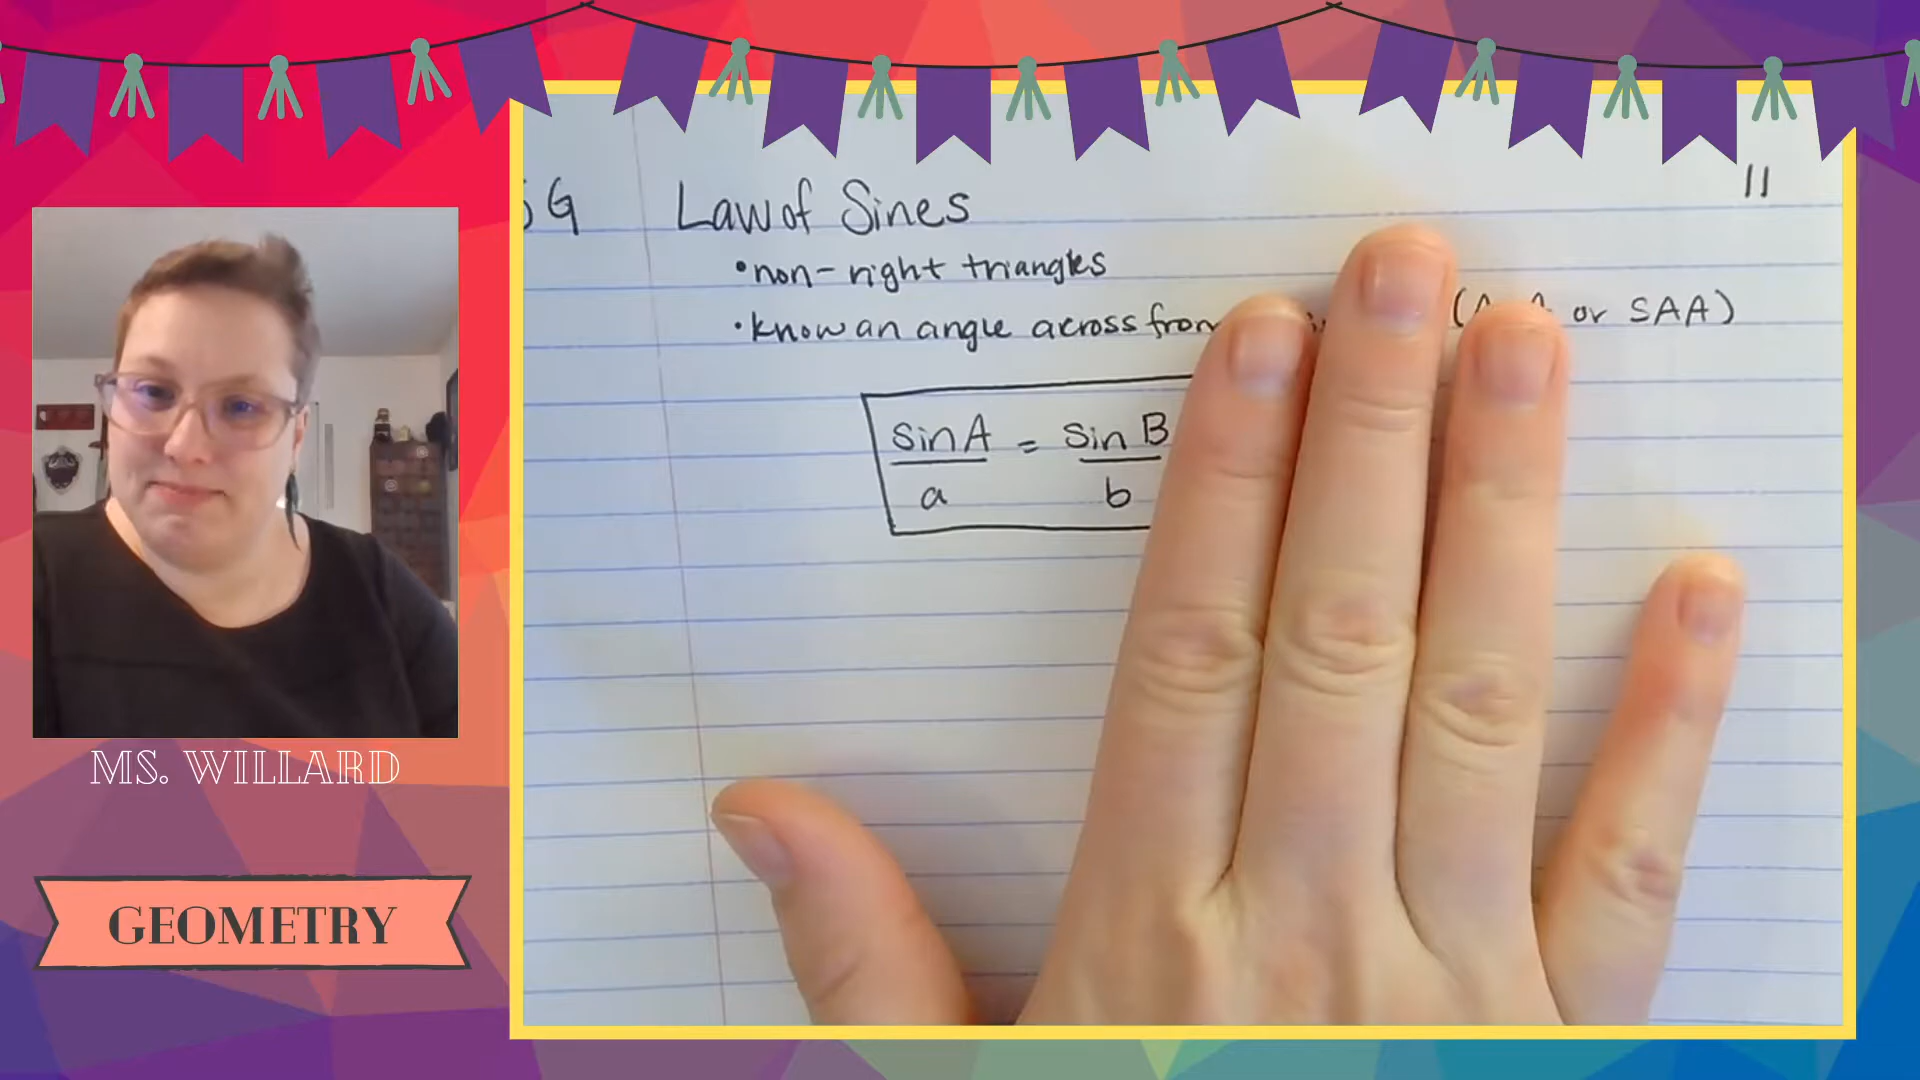 5G Law of Sines 11
•non-right triangles
•know an angle across from (A A or SAA)
sin A = sin B
a b
MS. WILLARD
GEOMETRY